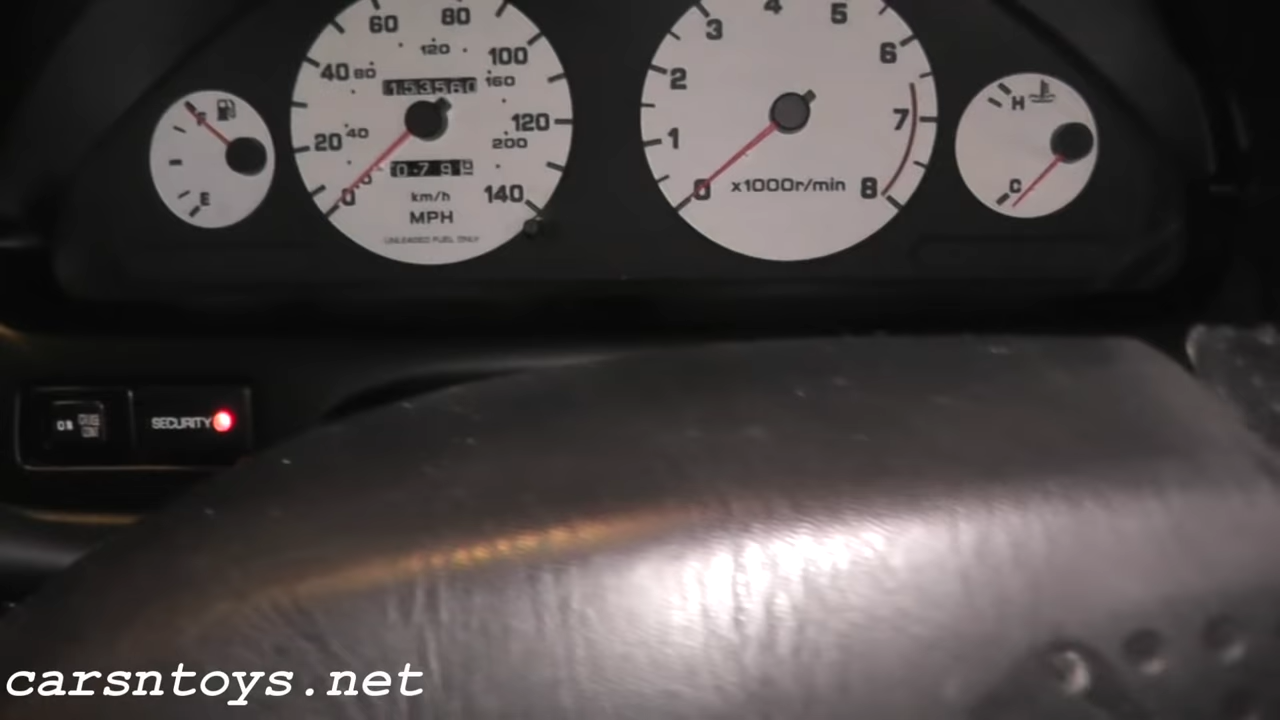 F
E
20
40
60
80
100
120
140
40
80
120
160
200
0
153560
0 7 9
km/h
MPH
UNLEADED FUEL ONLY
0
1
2
3
4
5
6
7
8
x1000r/min
H
C
ON
SECURITY
carsntoys.net